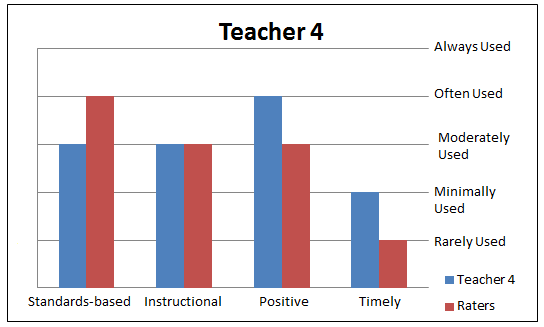 Teacher 4
Always Used
Often Used
Moderately
Used
Minimally
Used
Rarely Used
Teacher 4
Raters
Standards-based
Instructional
Positive
Timely